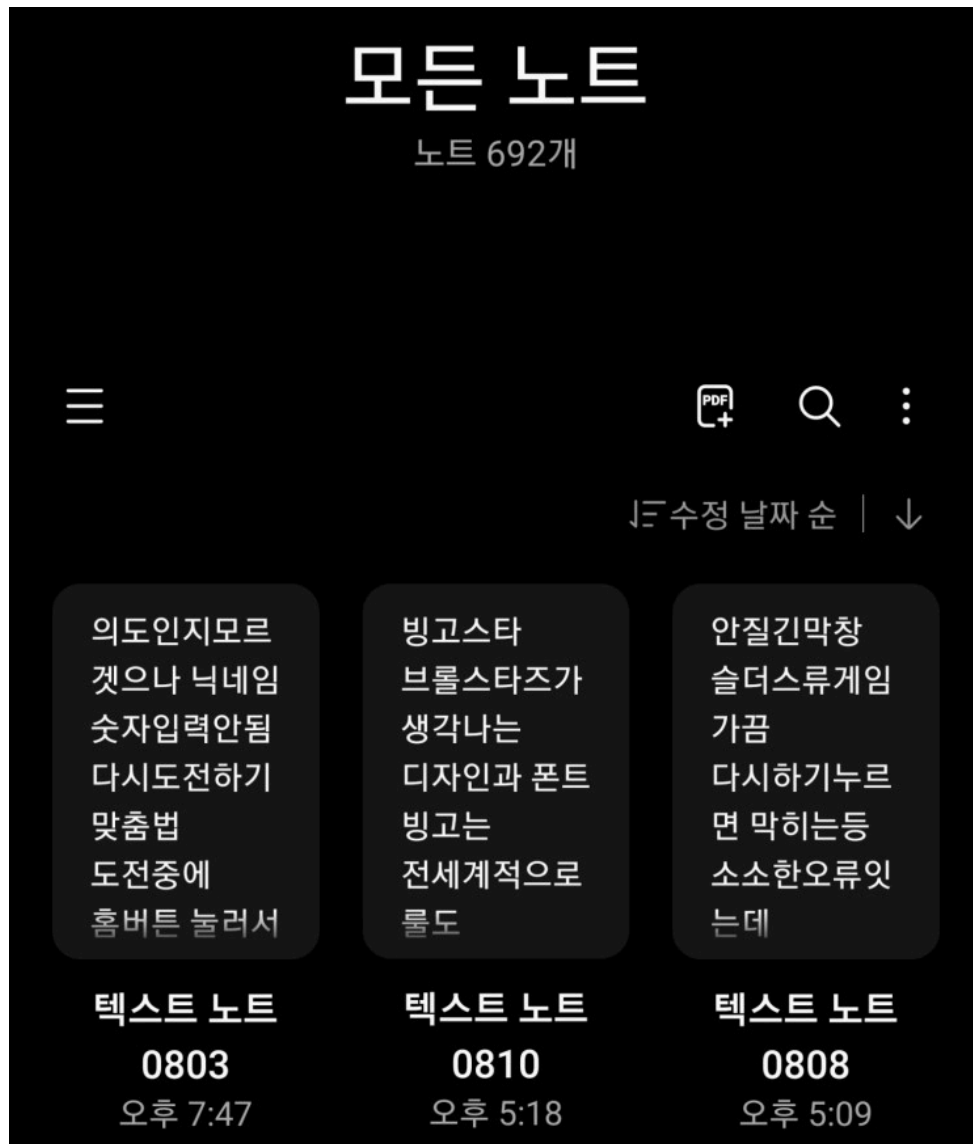 모든 노트
노트 692개
PDF
수정 날짜 순
의도인지모르
겟으나 닉네임
숫자입력안됨
다시도전하기
맞춤법
도전중에
홈버튼 눌러서
텍스트 노트
0803
오후 7:47
빙고스타
브롤스타즈가
생각나는
디자인과 폰트
빙고는
전세계적으로
룰도
텍스트 노트
0810
오후 5:18
안질긴막창
슬더스류게임
가끔
다시하기누르
면 막히는등
소소한오류잇
는데
텍스트 노트
0808
오후 5:09